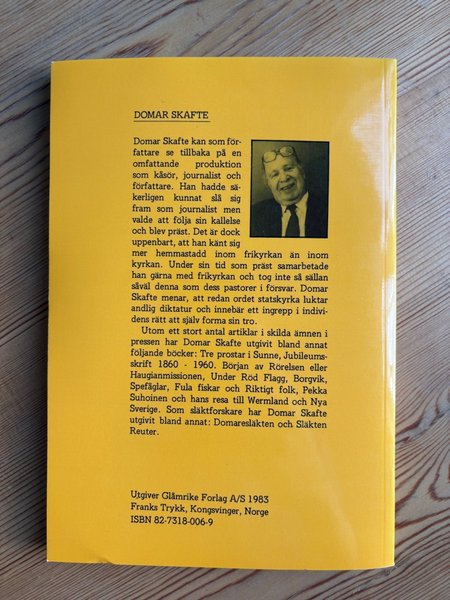 DOMAR SKAFTE
Domar Skafte kan som för-
fattare se tillbaka på en
omfattande produktion
som kåsör, journalist och
författare. Han hadde sä-
kerligen kunnat slå sig
fram som journalist men
valde att följa sin kallelse
och blev präst. Det är dock
uppenbart, att han känt sig
mer hemmastadd inom frikyrkan än inom
kyrkan. Under sin tid som präst samarbetade
han gärna med frikyrkan och tog inte så sällan
såväl denna som dess pastorer i försvar. Domar
Skafte menar, att redan ordet statskyrka luktar
andlig diktatur och innebär ett ingrepp i indivi-
dens rätt att själv forma sin tro.
Utom ett stort antal artiklar i skilda ämnen i
pressen har Domar Skafte utgivit bland annat
följande böcker: Tre prostar i Sunne, Jubileums-
skrift 1860 - 1960. Början av Rörelsen eller
Haugianmissionen, Under Röd Flagg, Borgvik,
Spefåglar, Fula fiskar och Riktigt folk, Pekka
Suhoinen och hans resa till Wermland och Nya
Sverige. Som släktforskare har Domar Skafte
utgivit bland annat: Domaresläkten och Släkten
Reuter.
Utgiver Glåmrike Forlag A/S 1983
Franks Trykk, Kongsvinger, Norge
ISBN 82-7318-006-9